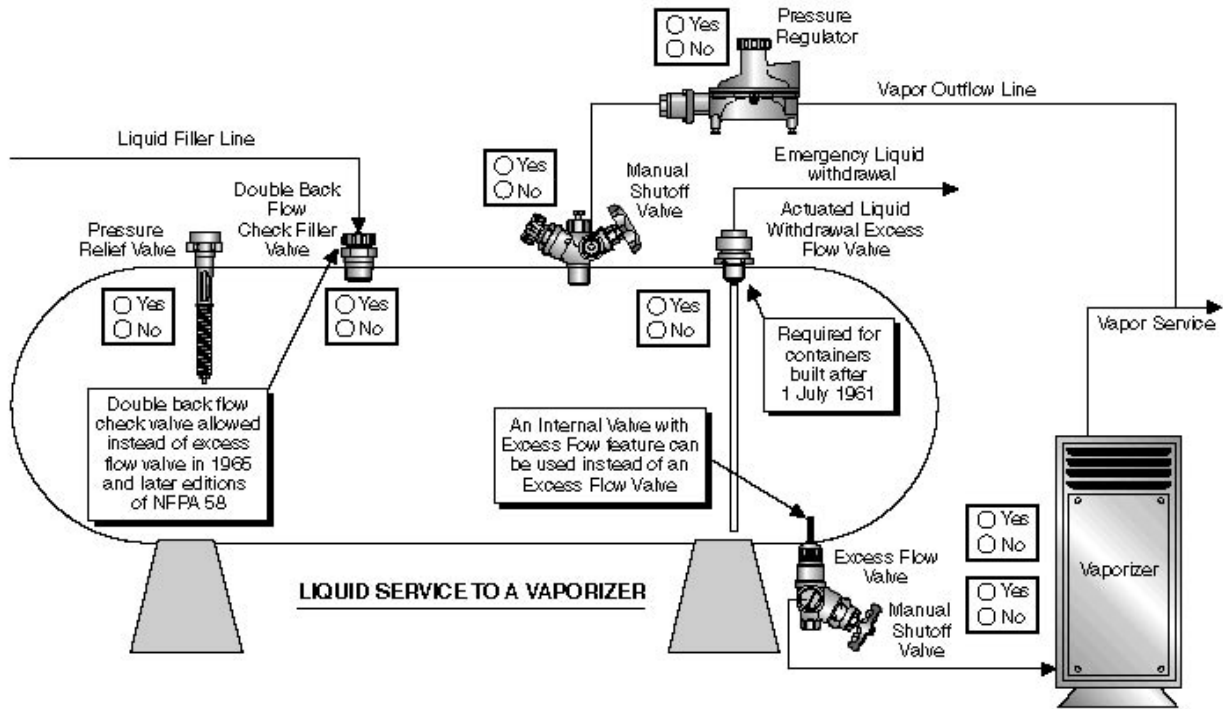 Yes
No
Pressure
Regulator
Vapor Outflow Line
Liquid Filler Line
Emergency Liquid
withdrawal
Yes
No
Manual
Shutoff
Valve
Double Back
Flow
Check Filler
Valve
Pressure
Relief Valve
Actuated Liquid
Withdrawal Excess
Flow Valve
Yes
No
Yes
No
Yes
No
Vapor Service
Required for
containers
built after
1 July 1961
Double back flow
check valve allowed
instead of excess
flow valve in 1965
and later editions
of NFPA 58
An Internal Valve with
Excess Fow feature can
be used instead of an
Excess Flow Valve
Yes
No
Excess Flow
Valve
Vaporizer
LIQUID SERVICE TO A VAPORIZER
Yes
No
Manual
Shutoff
Valve